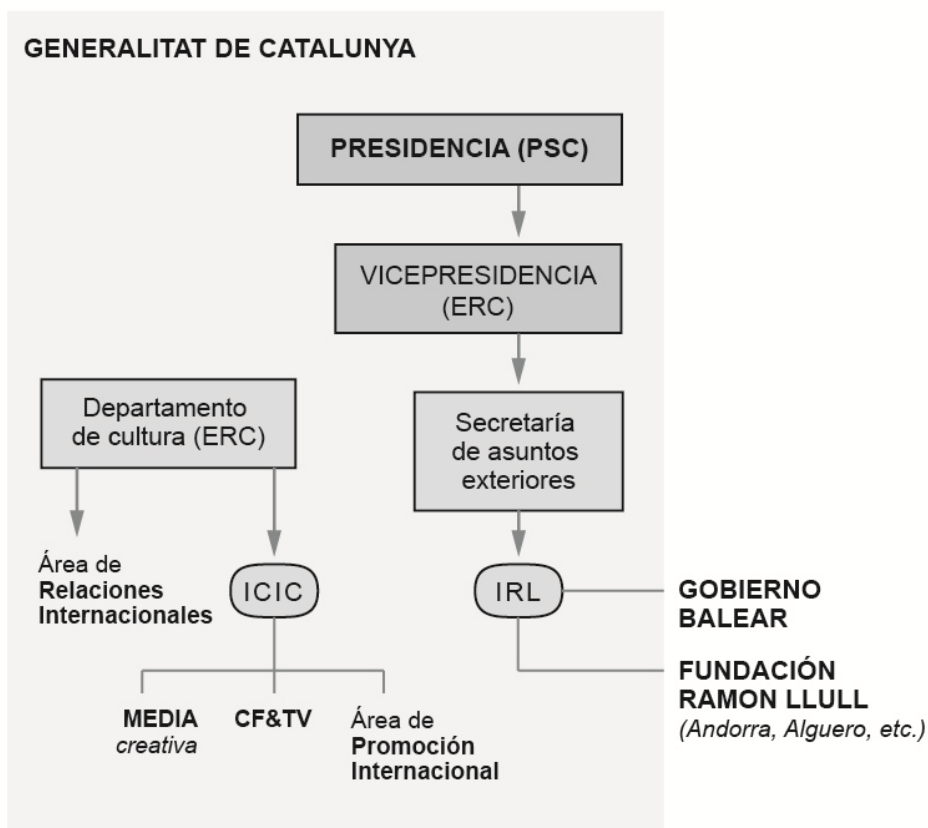 GENERALITAT DE CATALUNYA
PRESIDENCIA (PSC)
VICEPRESIDENCIA
(ERC)
Departamento
de cultura (ERC)
Secretaría
de asuntos
exteriores
Área de
Relaciones
Internacionales
ICIC
IRL
GOBIERNO
BALEAR
FUNDACIÓN
RAMON LLULL
(Andorra, Alguero, etc.)
MEDIA
creativa
CF&TV
Área de
Promoción
Internacional